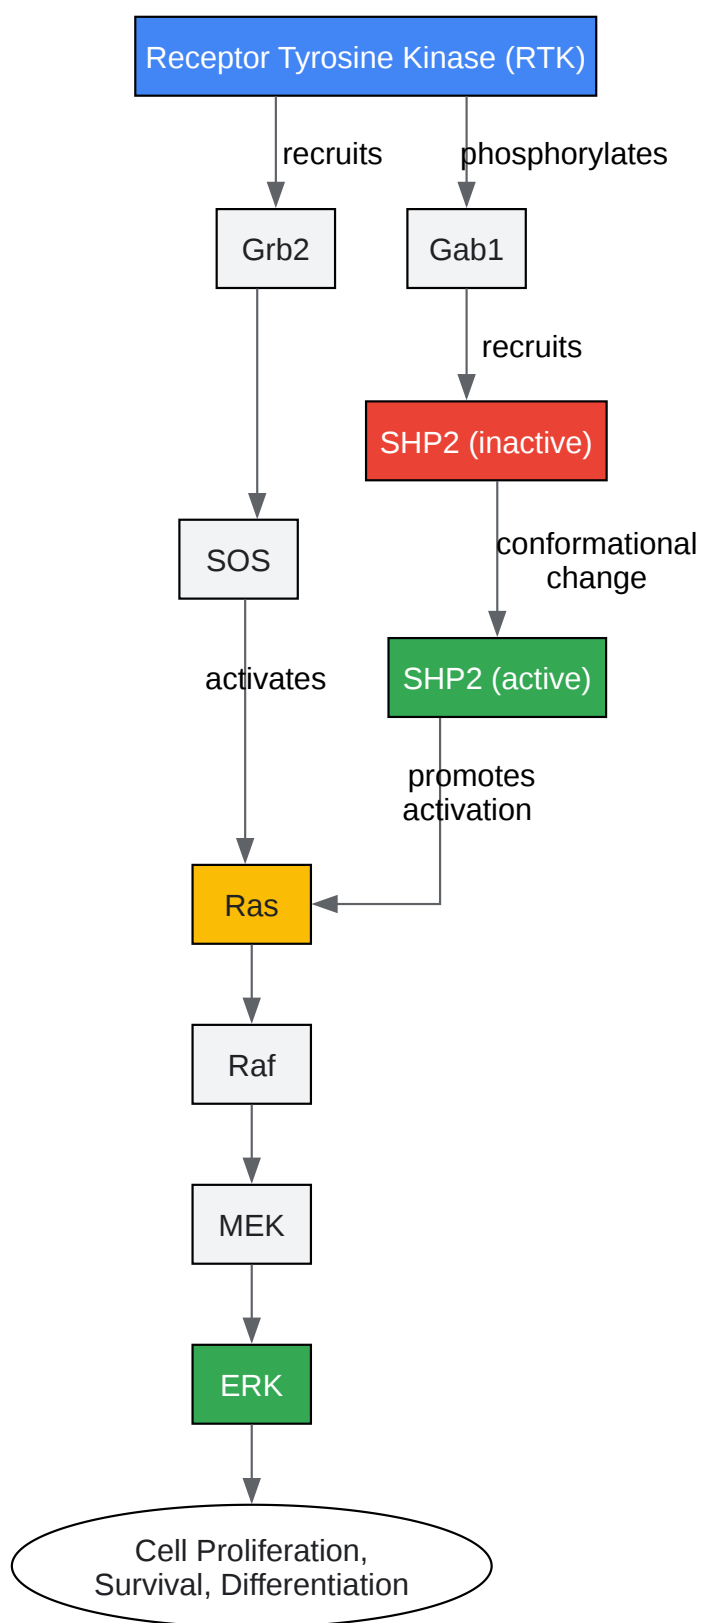 Receptor Tyrosine Kinase (RTK)
recruits
phosphorylates
Grb2
Gab1
recruits
SHP2 (inactive)
conformational
change
SOS
SHP2 (active)
activates
promotes
activation
Ras
Raf
MEK
ERK
Cell Proliferation,
Survival, Differentiation